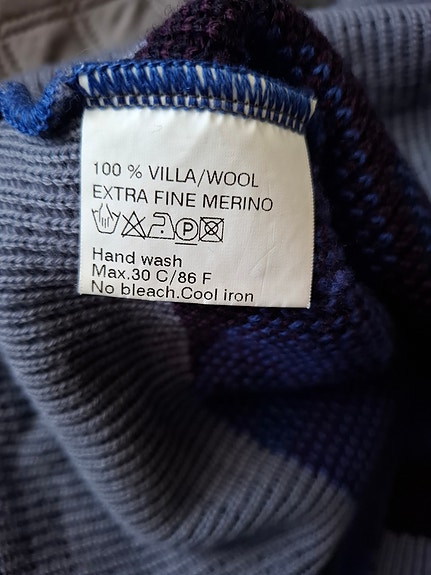 100 % VILLA/WOOL
EXTRA FINE MERINO
P
Hand wash
Max.30 C/86 F
No bleach.Cool iron